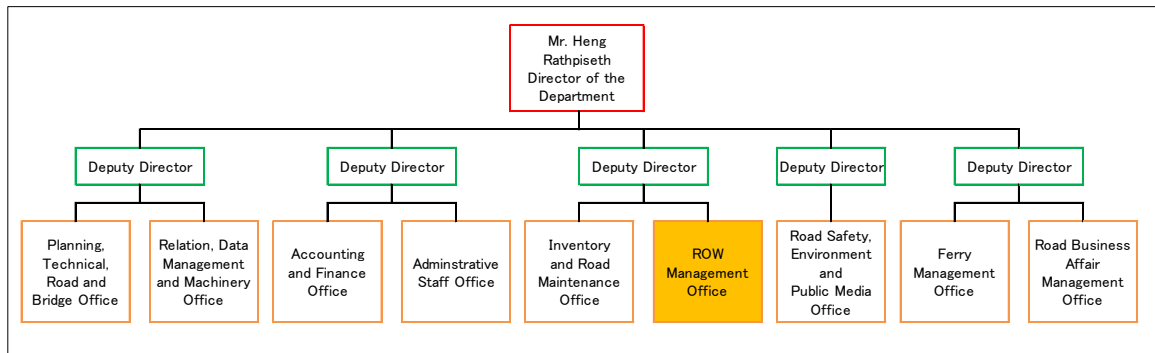 Mr. Heng
Rathpiseth
Director of the
Department
Deputy Director
Deputy Director
Deputy Director
Deputy Director
Deputy Director
Planning,
Technical,
Road and
Bridge Office
Relation, Data
Management
and Machinery
Office
Accounting
and Finance
Office
Adminstrative
Staff Office
Inventory
and Road
Maintenance
Office
ROW
Management
Office
Road Safety,
Environment
and
Public Media
Office
Ferry
Management
Office
Road Business
Affair
Management
Office